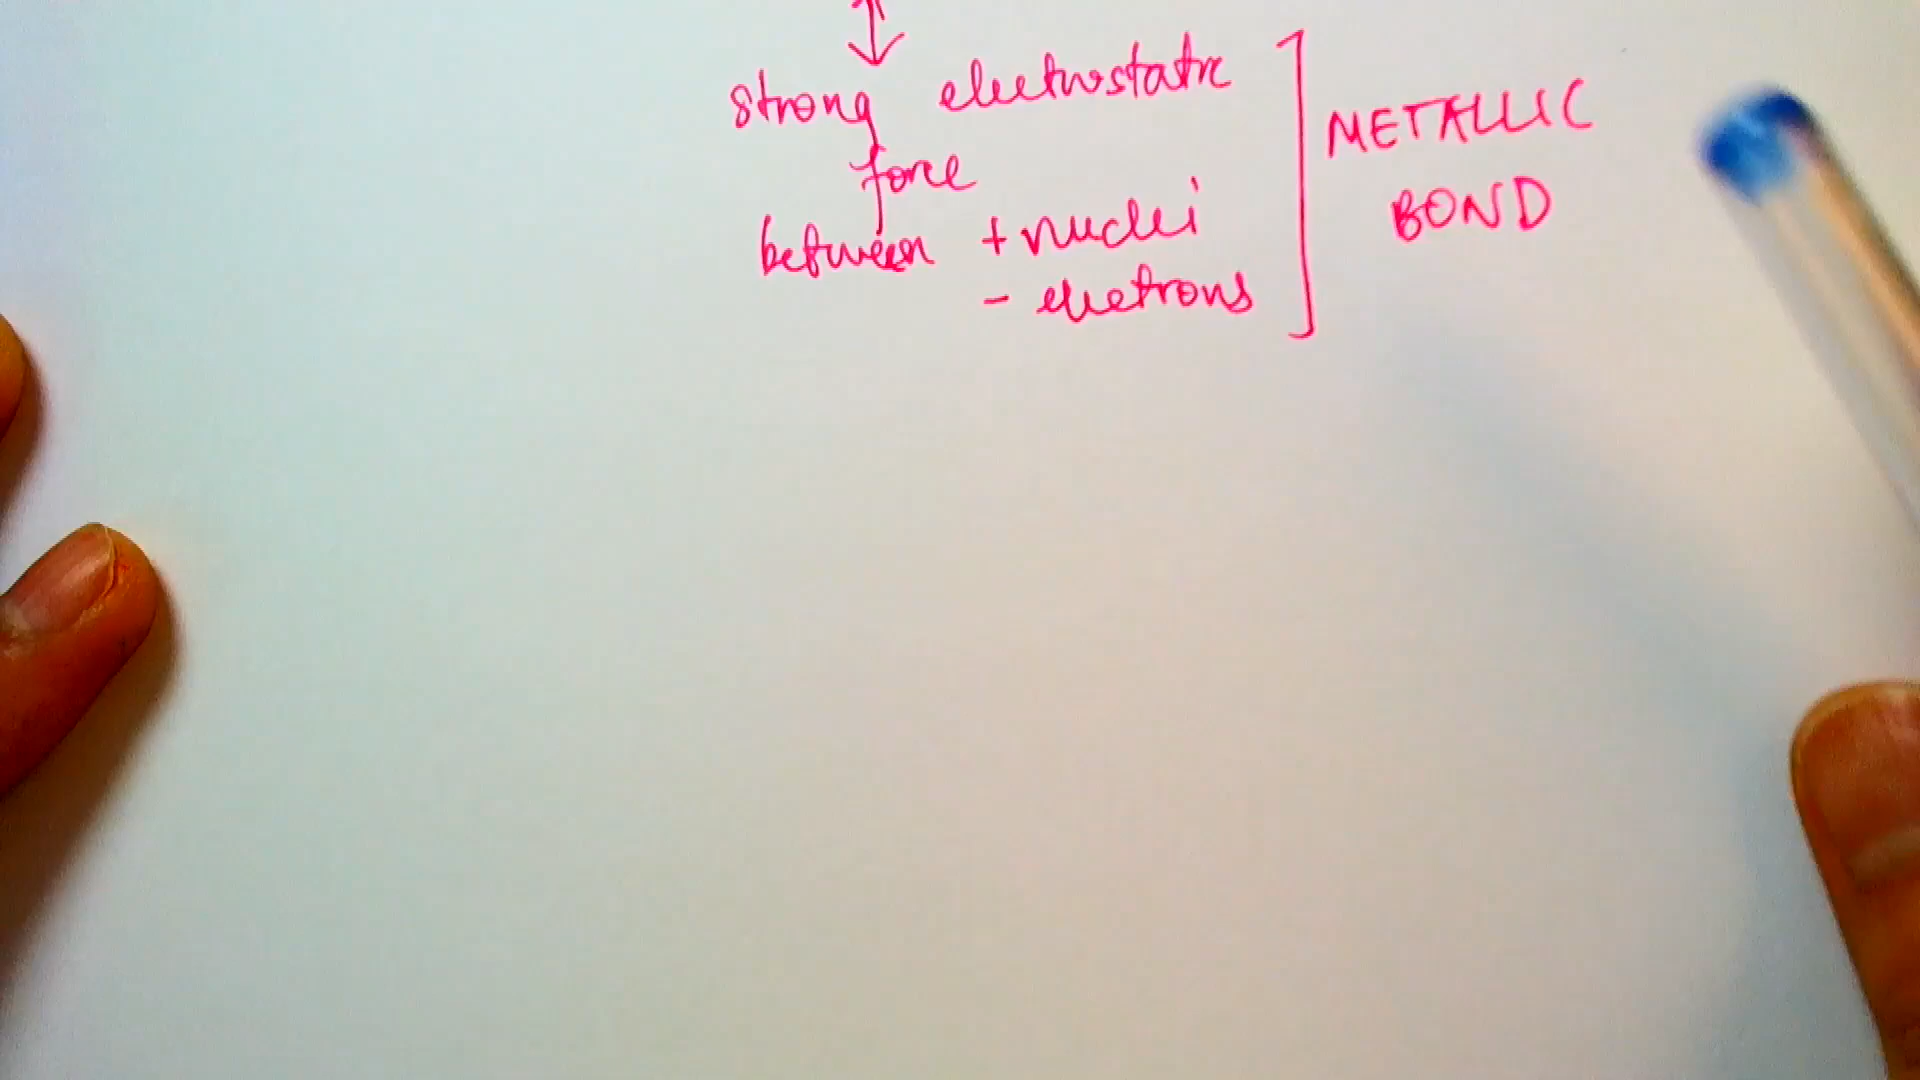 strong electrostatic
force
between + nuclei
- electrons
METALLIC
BOND